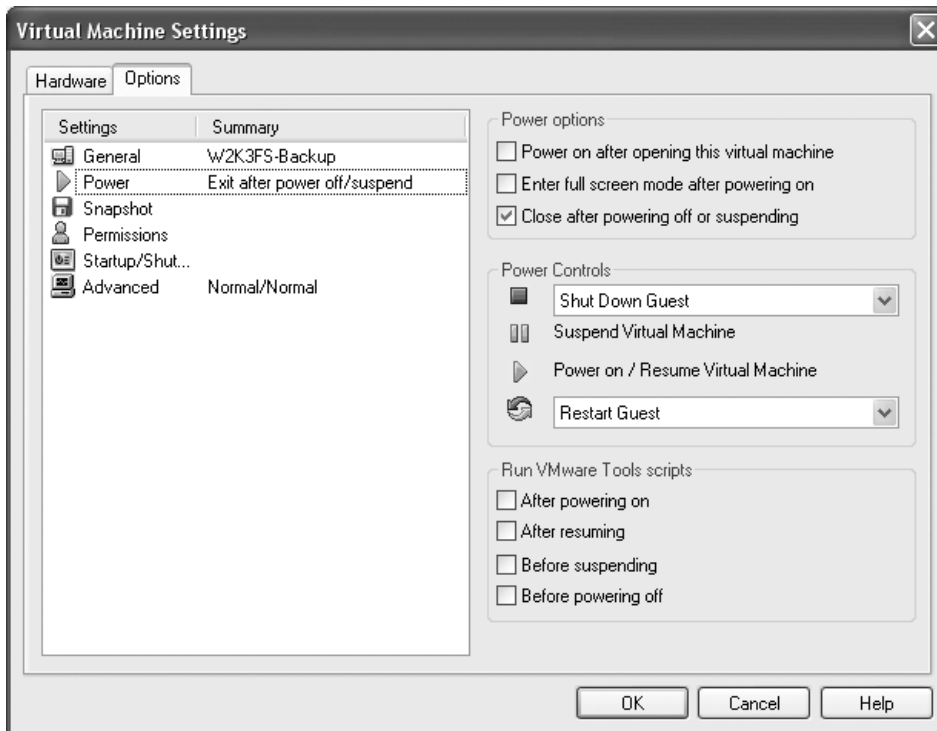 Virtual Machine Settings
Hardware Options
Settings Summary
General W2K3FS-Backup
Power Exit after power off/suspend
Snapshot
Permissions
Startup/Shut...
Advanced Normal/Normal
Power options
Power on after opening this virtual machine
Enter full screen mode after powering on
Close after powering off or suspending
Power Controls
Shut Down Guest
Suspend Virtual Machine
Power on / Resume Virtual Machine
Restart Guest
Run VMware Tools scripts
After powering on
After resuming
Before suspending
Before powering off
OK Cancel Help